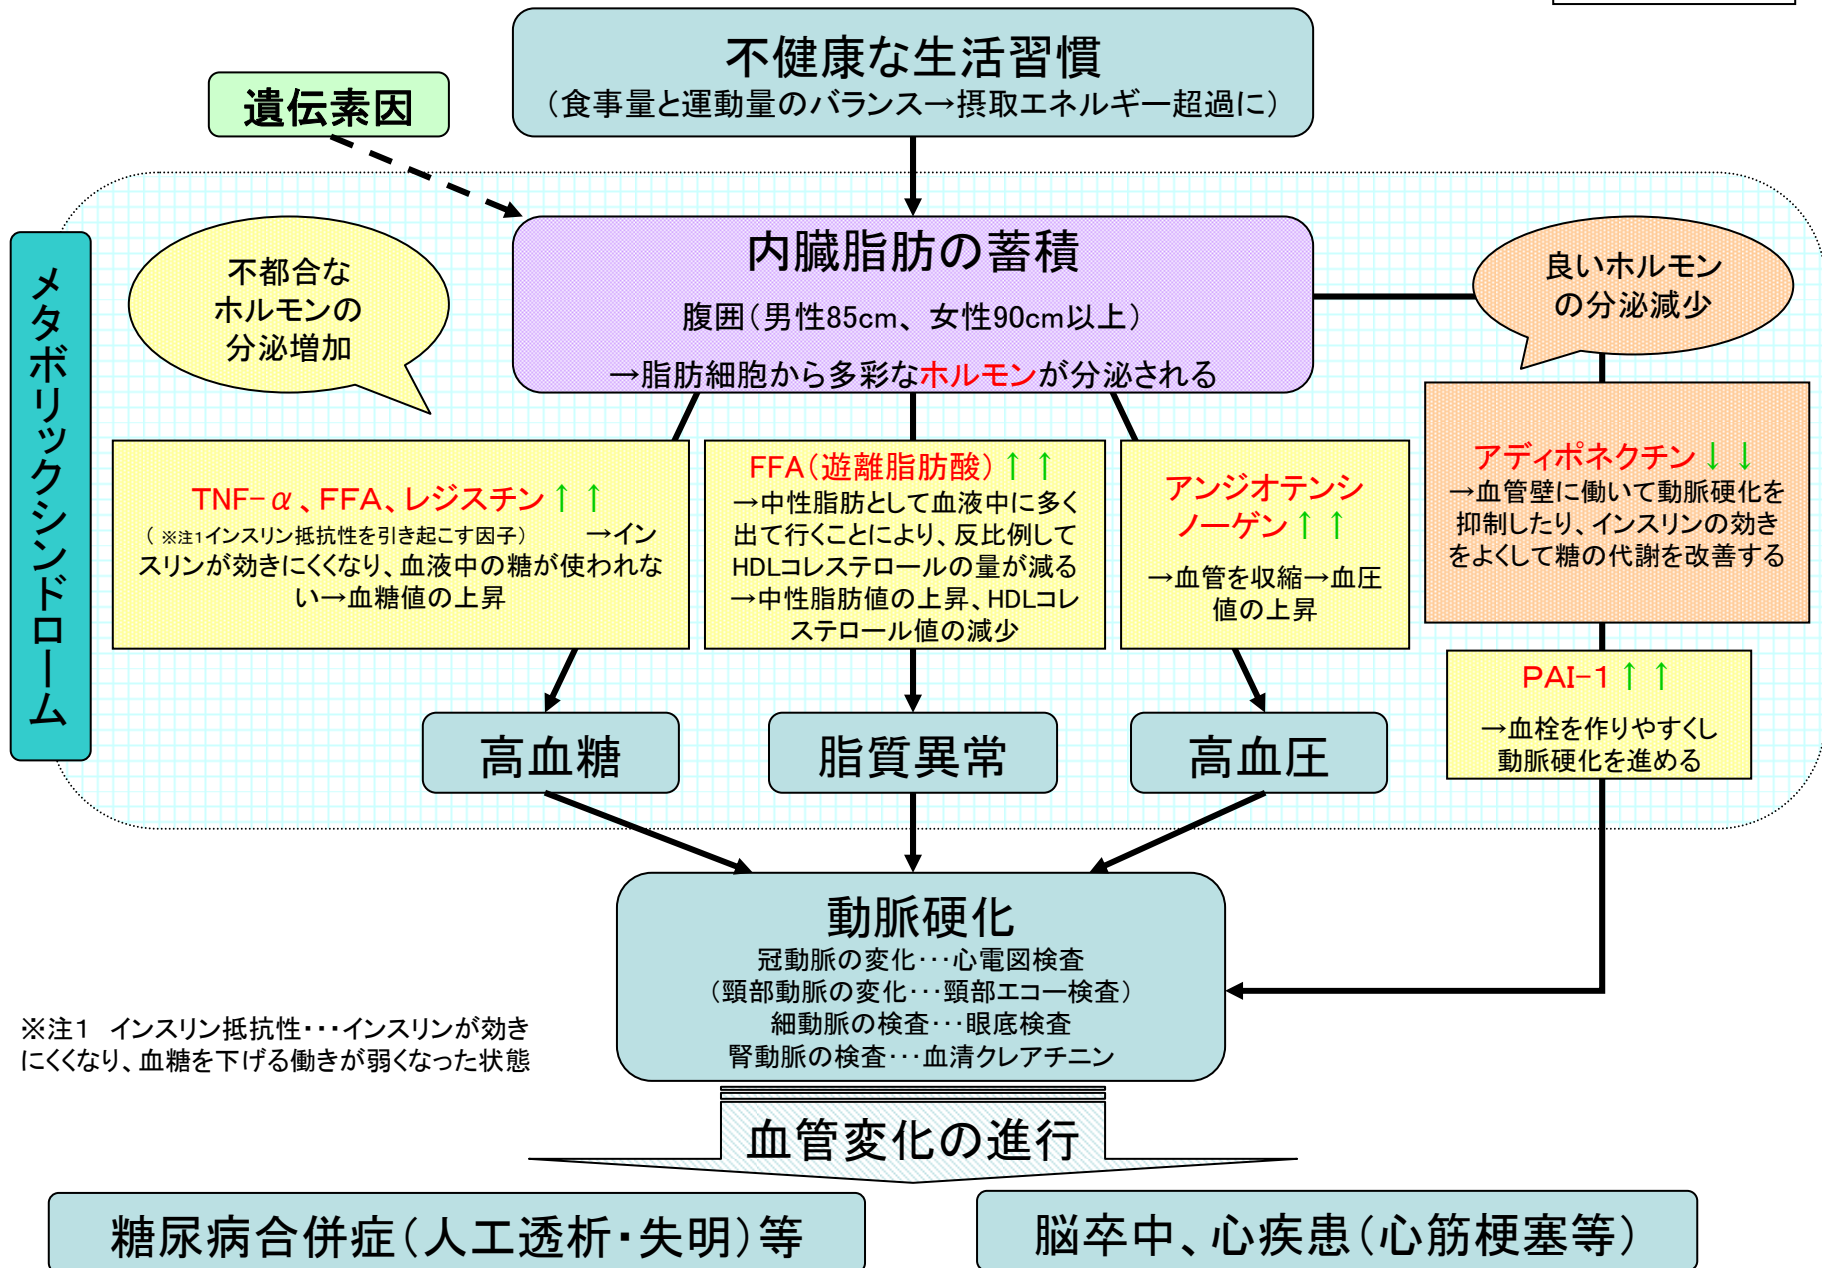 不健康な生活習慣
（食事量と運動量のバランス→摂取エネルギー超過に）
遺伝素因
メタボリックシンドローム
不都合な
ホルモンの
分泌増加
内臓脂肪の蓄積
腹囲（男性85cm、女性90cm以上）
→脂肪細胞から多彩なホルモンが分泌される
良いホルモン
の分泌減少
TNF-α、FFA、レジスチン↑↑
（※注1インスリン抵抗性を引き起こす因子）　→イン
スリンが効きにくくなり、血液中の糖が使われな
い→血糖値の上昇
FFA（遊離脂肪酸）↑↑
→中性脂肪として血液中に多く
出て行くことにより、反比例して
HDLコレステロールの量が減る
→中性脂肪値の上昇、HDLコレ
ステロール値の減少
アンジオテンシ
ノーゲン↑↑
→血管を収縮→血圧
値の上昇
アディポネクチン↓↓
→血管壁に働いて動脈硬化を
抑制したり、インスリンの効き
をよくして糖の代謝を改善する
PAI-1↑↑
→血栓を作りやすくし
動脈硬化を進める
高血糖
脂質異常
高血圧
動脈硬化
冠動脈の変化･･･心電図検査
（頸部動脈の変化･･･頸部エコー検査）
細動脈の検査･･･眼底検査
腎動脈の検査･･･血清クレアチニン
※注1　インスリン抵抗性･･･インスリンが効き
にくくなり、血糖を下げる働きが弱くなった状態
血管変化の進行
糖尿病合併症（人工透析・失明）等
脳卒中、心疾患（心筋梗塞等）